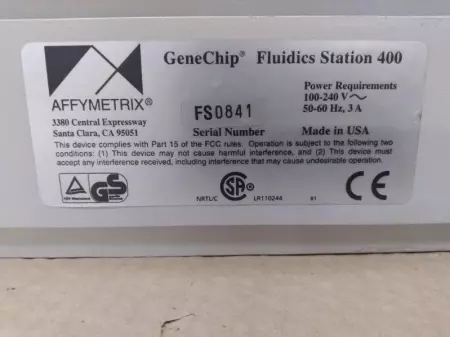 GeneChip® Fluidics Station 400
AFFYMETRIX®
3380 Central Expressway
Santa Clara, CA 95051
FS0841
Serial Number
Power Requirements
100-240 V~
50-60 Hz, 3 A
Made in USA
This device complies with Part 15 of the FCC rules. Operation is subject to the following two
conditions: (1) This device may not cause harmful interference, and (2) This device must
accept any interference received, including interference that may cause undesirable operation.
GS
SA
NRTL/C
LR110244
CE